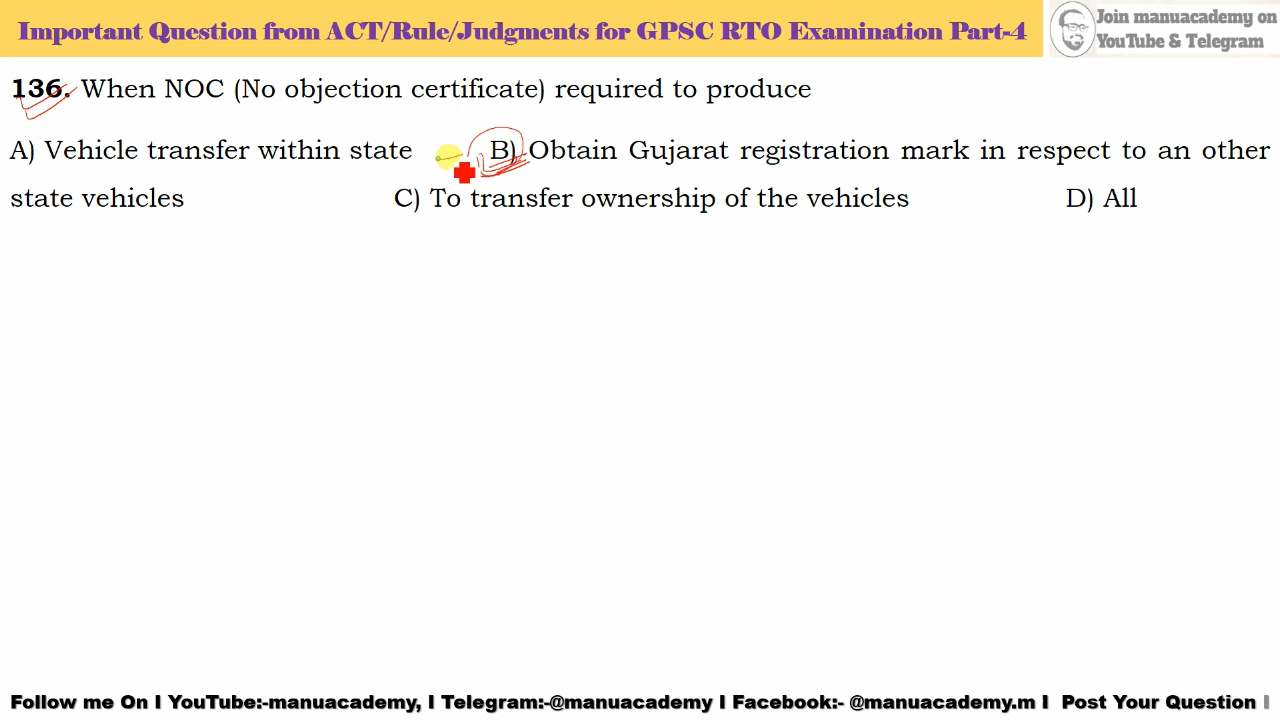 Important Question from ACT/Rule/Judgments for GPSC RTO Examination Part-4
Join manuacademy on
YouTube & Telegram
136. When NOC (No objection certificate) required to produce
A) Vehicle transfer within state B) Obtain Gujarat registration mark in respect to an other
state vehicles C) To transfer ownership of the vehicles D) All
Follow me On I YouTube:-manuacademy, I Telegram:-@manuacademy I Facebook:- @manuacademy.m I Post Your Question I